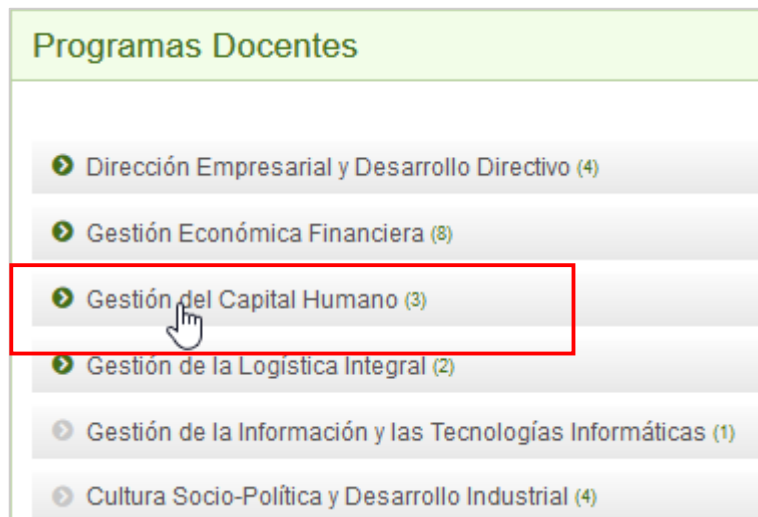 Programas Docentes
Dirección Empresarial y Desarrollo Directivo (4)
Gestión Económica Financiera (8)
Gestión del Capital Humano (3)
Gestión de la Logística Integral (2)
Gestión de la Información y las Tecnologías Informáticas (1)
Cultura Socio-Política y Desarrollo Industrial (4)